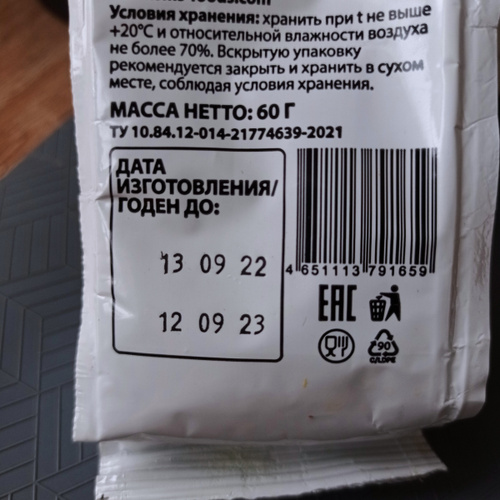 Условия хранения: хранить при t не выше
+20°С и относительной влажности воздуха
не более 70%. Вскрытую упаковку
рекомендуется закрыть и хранить в сухом
месте, соблюдая условия хранения.
МАССА НЕТТО: 60 Г
ТУ 10.84.12-014-21774639-2021
ДАТА
ИЗГОТОВЛЕНИЯ/
ГОДЕН ДО:
13 09 22
12 09 23
4 651113 791659
ЕАС
90
C/LDPE